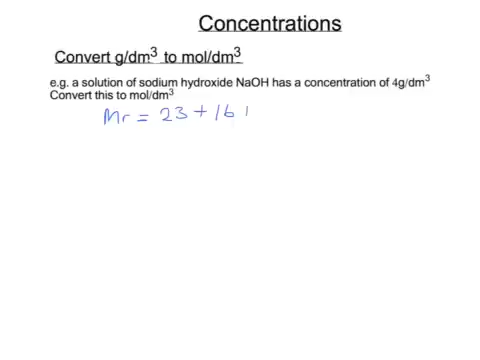 Concentrations
Convert g/dm³ to mol/dm³
e.g. a solution of sodium hydroxide NaOH has a concentration of 4g/dm³
Convert this to mol/dm³
Mr = 23 + 16